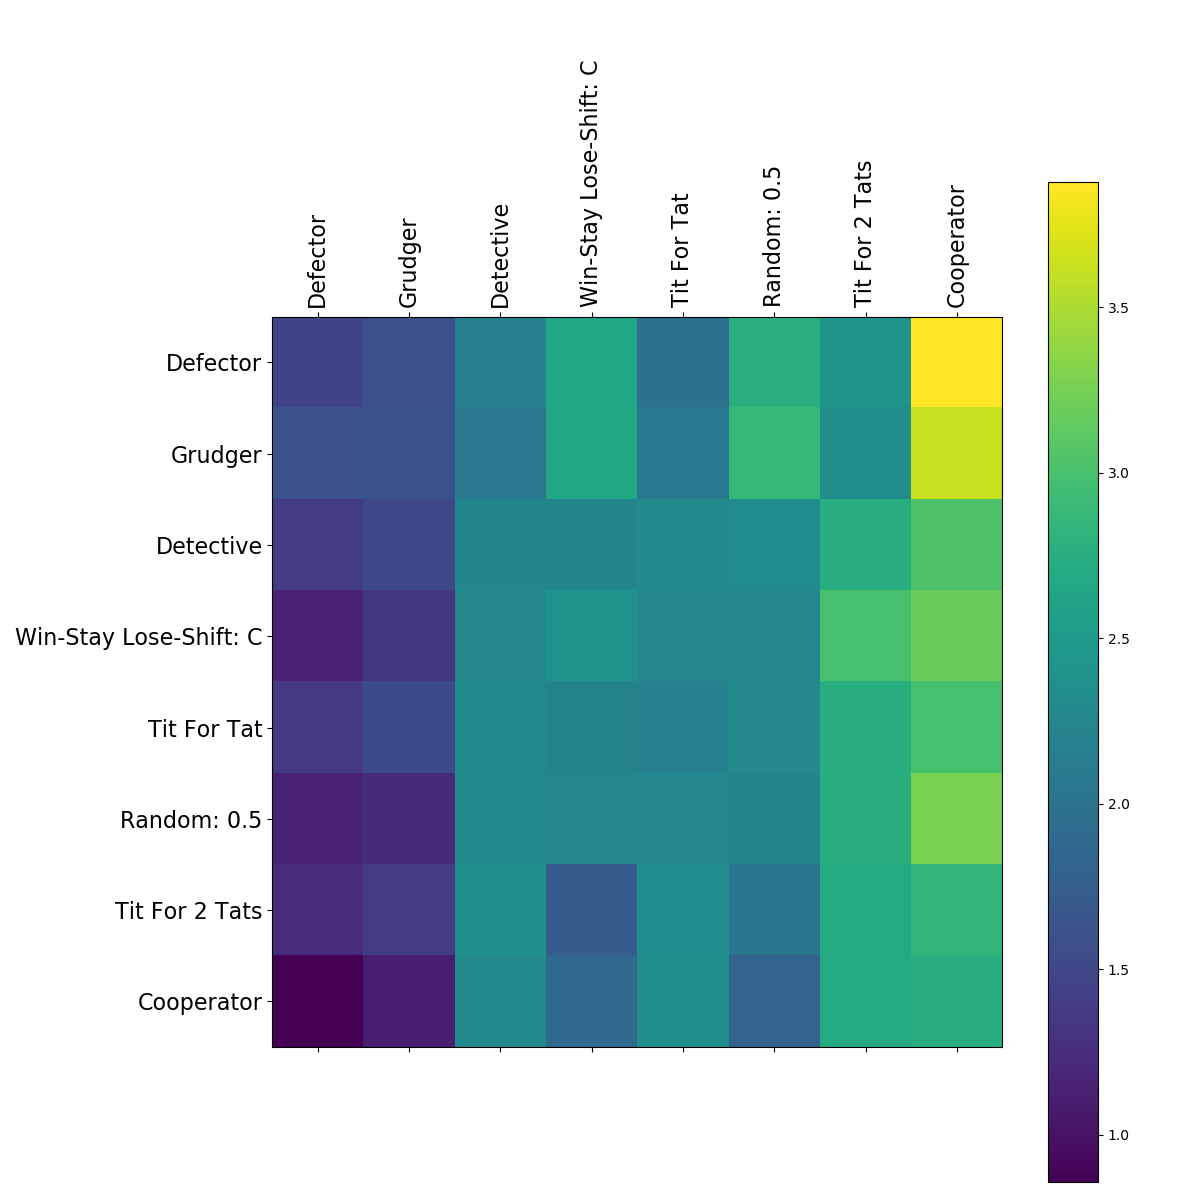 Defector
Grudger
Detective
Win-Stay Lose-Shift: C
Tit For Tat
Random: 0.5
Tit For 2 Tats
Cooperator
Defector
Grudger
Detective
Win-Stay Lose-Shift: C
Tit For Tat
Random: 0.5
Tit For 2 Tats
Cooperator
3.5
3.0
2.5
2.0
1.5
1.0